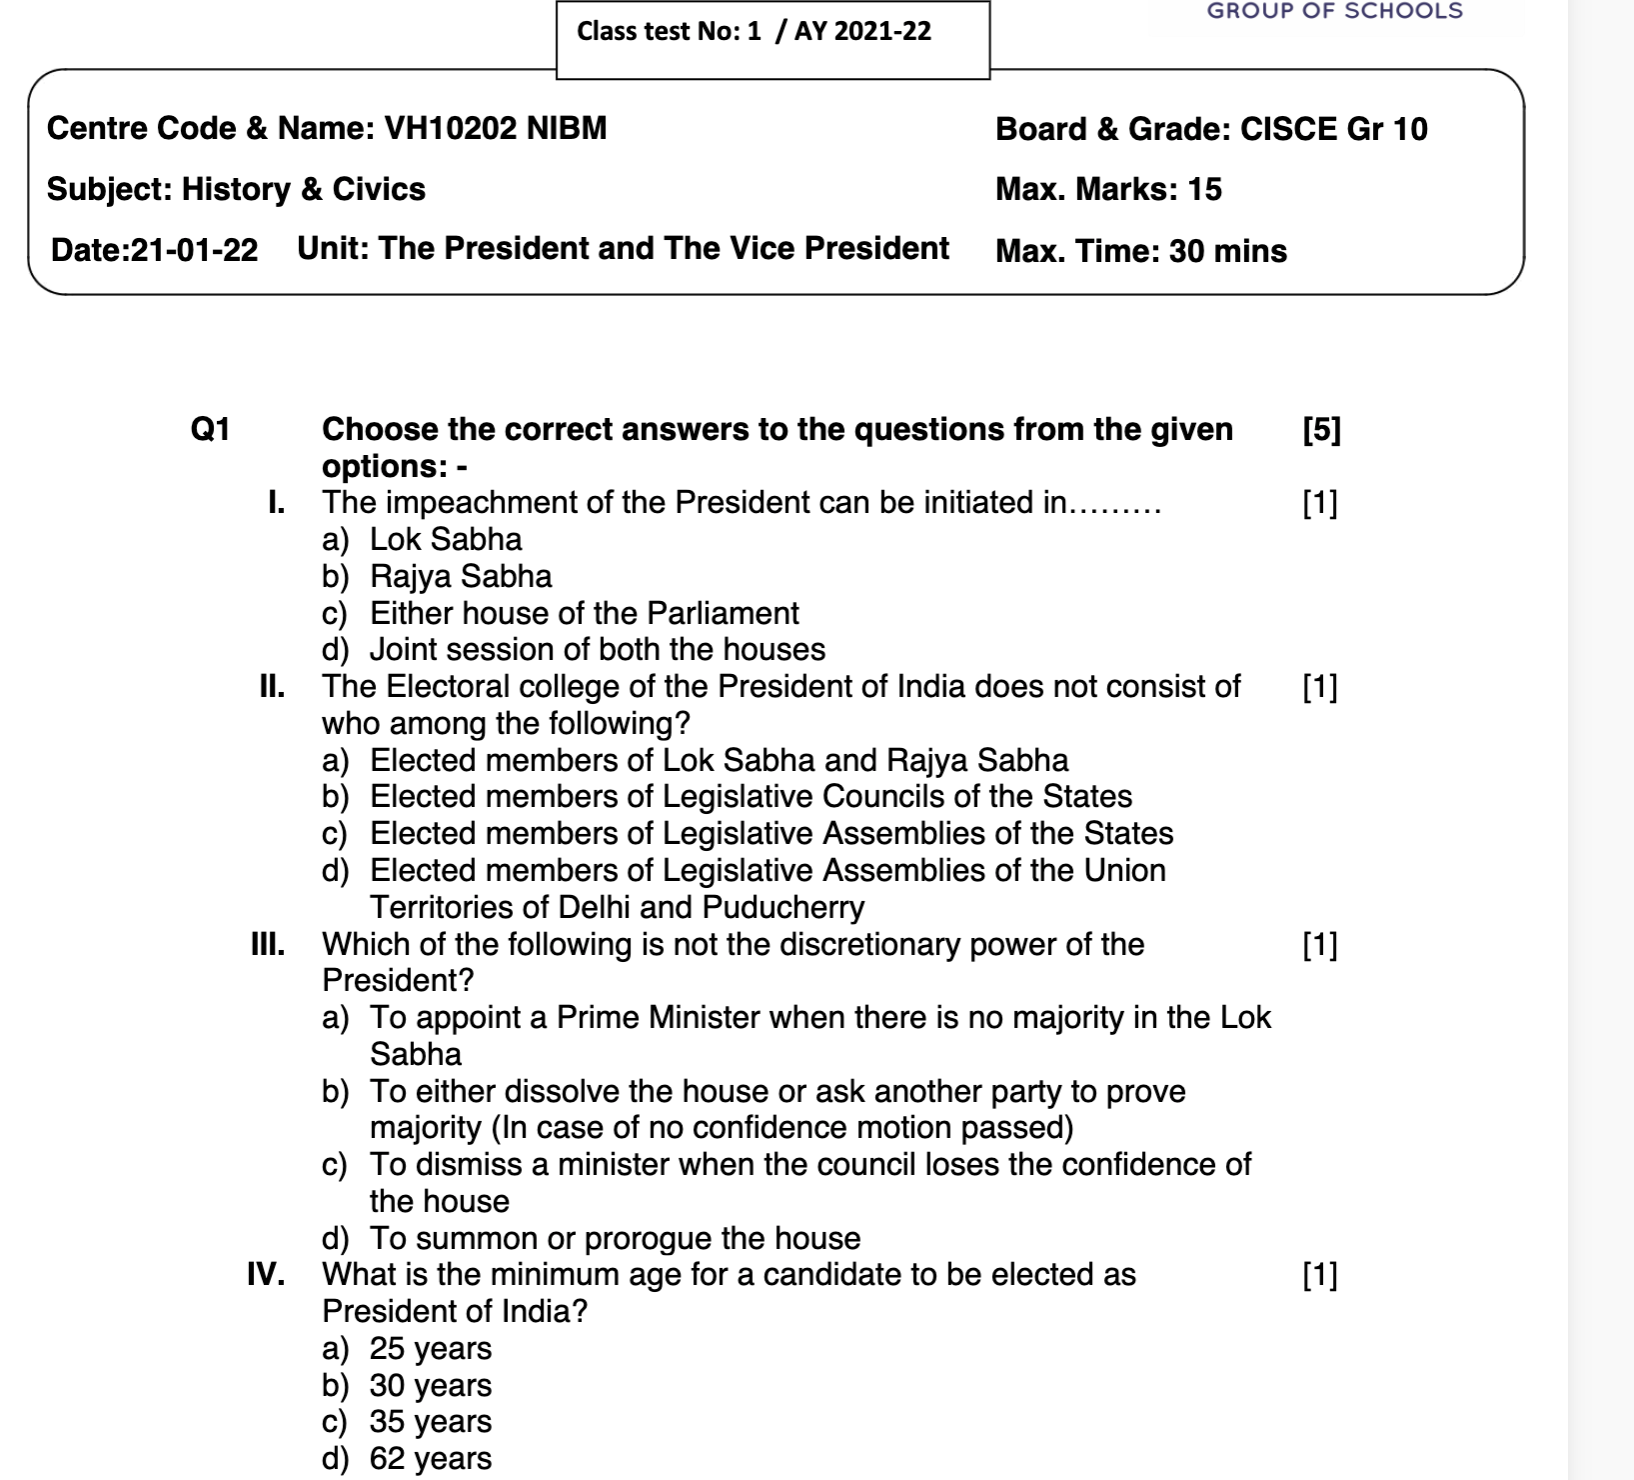 GROUP OF SCHOOLS
Class test No: 1 / AY 2021-22
Centre Code & Name: VH10202 NIBM
Board & Grade: CISCE Gr 10
Subject: History & Civics
Max. Marks: 15
Date:21-01-22 Unit: The President and The Vice President
Max. Time: 30 mins
Q1 Choose the correct answers to the questions from the given [5]
options: -
I. The impeachment of the President can be initiated in......... [1]
a) Lok Sabha
b) Rajya Sabha
c) Either house of the Parliament
d) Joint session of both the houses
II. The Electoral college of the President of India does not consist of [1]
who among the following?
a) Elected members of Lok Sabha and Rajya Sabha
b) Elected members of Legislative Councils of the States
c) Elected members of Legislative Assemblies of the States
d) Elected members of Legislative Assemblies of the Union
Territories of Delhi and Puducherry
III. Which of the following is not the discretionary power of the [1]
President?
a) To appoint a Prime Minister when there is no majority in the Lok
Sabha
b) To either dissolve the house or ask another party to prove
majority (In case of no confidence motion passed)
c) To dismiss a minister when the council loses the confidence of
the house
d) To summon or prorogue the house
IV. What is the minimum age for a candidate to be elected as [1]
President of India?
a) 25 years
b) 30 years
c) 35 years
d) 62 years